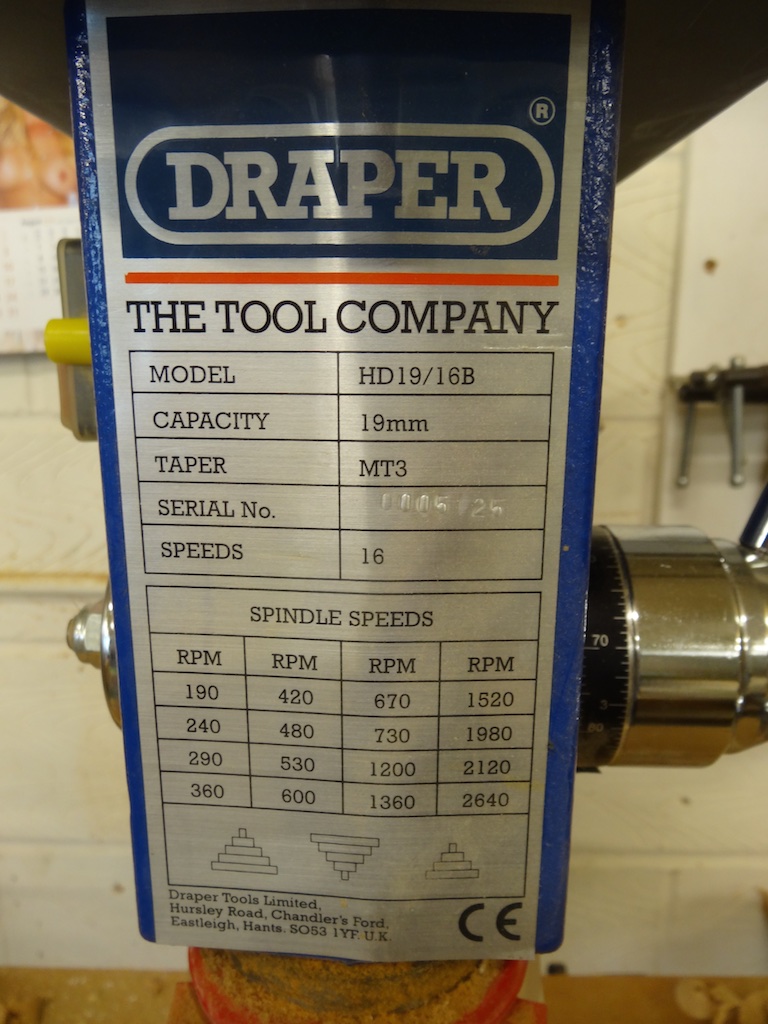 ®
DRAPER
THE TOOL COMPANY
MODEL HD19/16B
CAPACITY 19mm
TAPER MT3
SERIAL No.
SPEEDS 16
SPINDLE SPEEDS
RPM RPM RPM RPM
190 420 670 1520
240 480 730 1980
290 530 1200 2120
360 600 1360 2640
Draper Tools Limited,
Hursley Road, Chandler's Ford,
Eastleigh, Hants. SO53 1YF. U.K.
CE
70
3
80